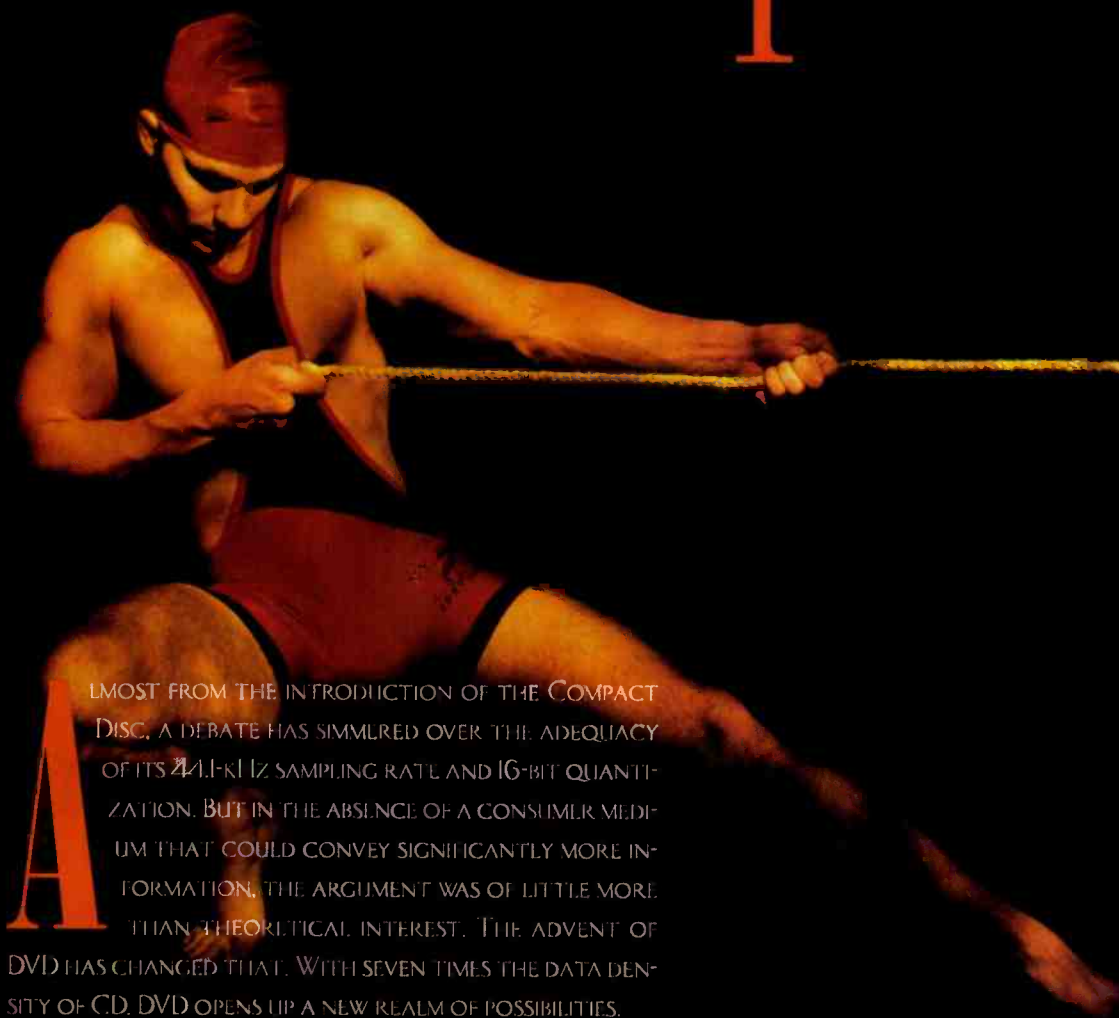 T
ALMOST FROM THE INTRODUCTION OF THE COMPACT
DISC, A DEBATE HAS SIMMERED OVER THE ADEQUACY
OF ITS 44.1-KHZ SAMPLING RATE AND 16-BIT QUANTI-
ZATION. BUT IN THE ABSENCE OF A CONSUMER MEDI-
UM THAT COULD CONVEY SIGNIFICANTLY MORE IN-
FORMATION, THE ARGUMENT WAS OF LITTLE MORE
THAN THEORETICAL INTEREST. THE ADVENT OF
DVD HAS CHANGED THAT. WITH SEVEN TIMES THE DATA DEN-
SITY OF CD, DVD OPENS UP A NEW REALM OF POSSIBILITIES.